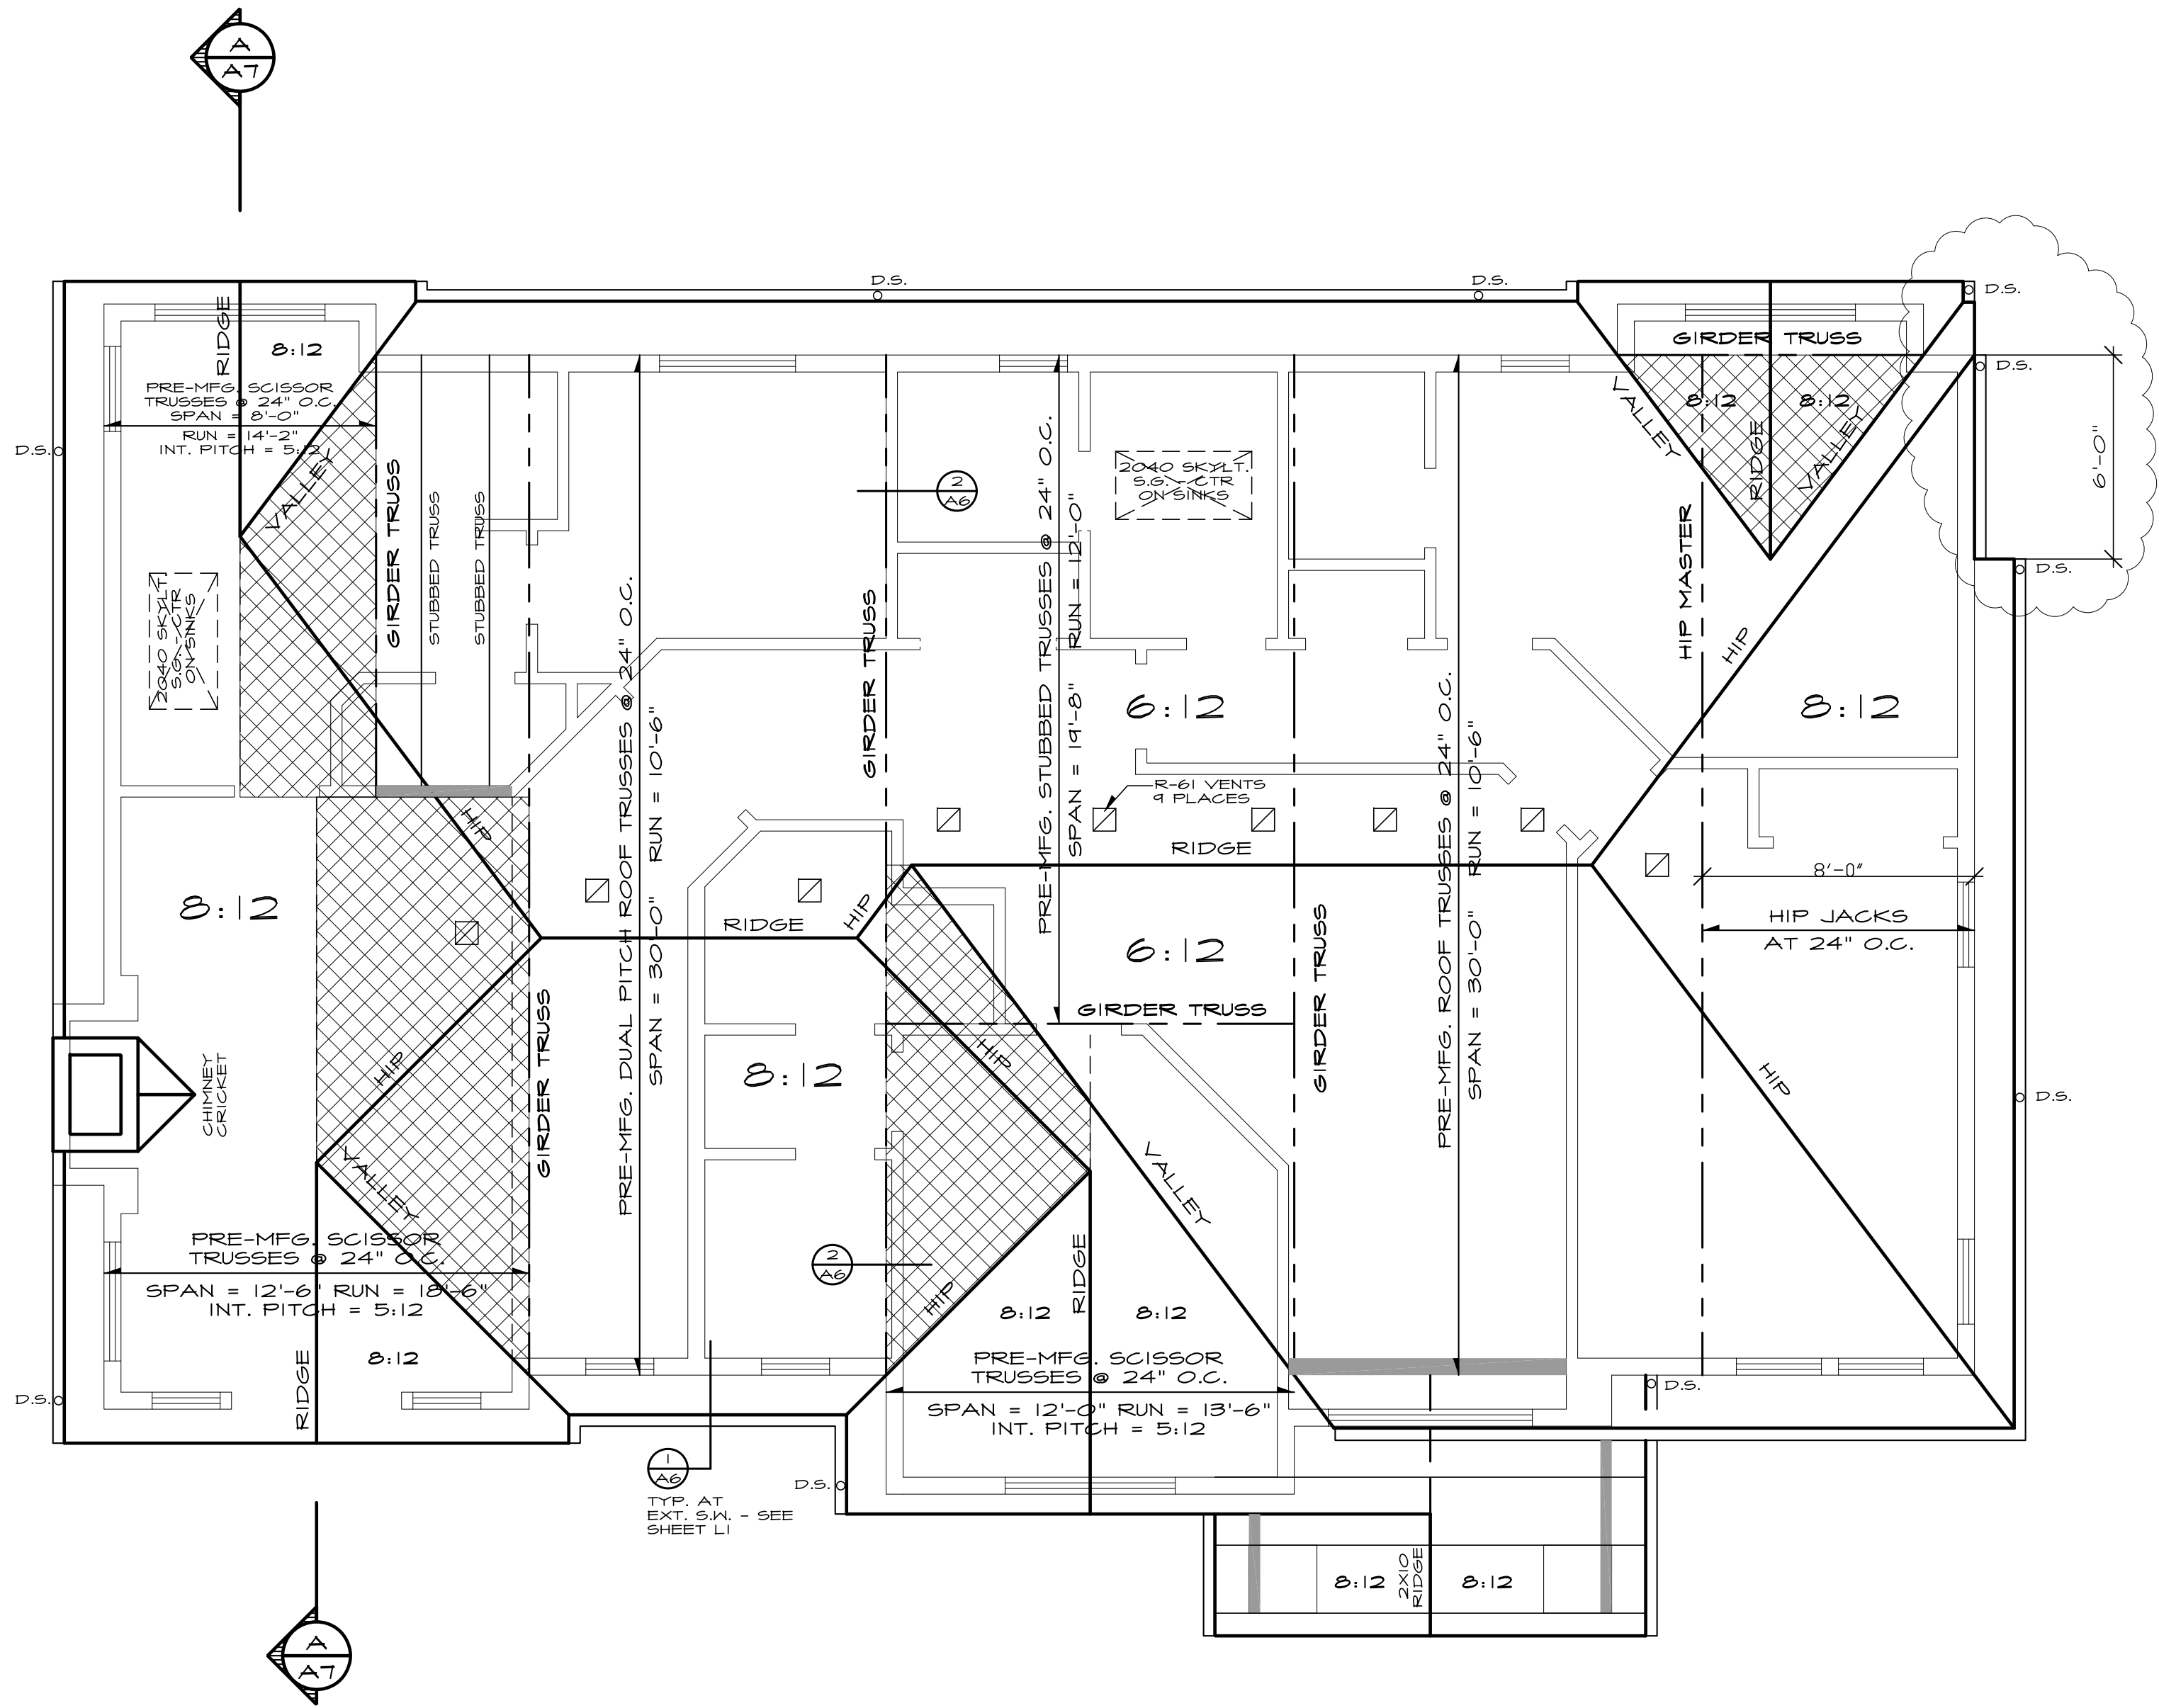 A
A7
D.S.
D.S.
D.S.
RIDGE
8:12
PRE-MFG. SCISSOR
TRUSSES @ 24" O.C.
SPAN = 8'-0"
RUN = 14'-2"
INT. PITCH = 5:12
D.S.
VALLEY
GIRDER TRUSS
STUBBED TRUSS
STUBBED TRUSS
2040 SKYLT.
S.G. - CTR
ON SINKS
2
A6
2040 SKYLT.
S.G. - CTR
ON SINKS
GIRDER TRUSS
VALLEY
8:12
8:12
RIDGE
VALLEY
D.S.
6'-0"
D.S.
HIP MASTER
HIP
PRE-MFG. DUAL PITCH ROOF TRUSSES @ 24" O.C.
SPAN = 30'-0" RUN = 10'-6"
GIRDER TRUSS
PRE-MFG. STUBBED TRUSSES @ 24" O.C.
SPAN = 19'-8" RUN = 12'-0"
6:12
8:12
PRE-MFG. ROOF TRUSSES @ 24" O.C.
SPAN = 30'-0" RUN = 10'-6"
R-61 VENTS
9 PLACES
HIP
RIDGE
8'-0"
8:12
RIDGE
HIP
6:12
HIP JACKS
AT 24" O.C.
GIRDER TRUSS
GIRDER TRUSS
GIRDER TRUSS
HIP
HIP
8:12
HIP
D.S.
CHIMNEY
CRICKET
VALLEY
VALLEY
PRE-MFG. SCISSOR
TRUSSES @ 24" O.C.
SPAN = 12'-6" RUN = 18'-6"
INT. PITCH = 5:12
2
A6
HIP
RIDGE
8:12
8:12
RIDGE
8:12
PRE-MFG. SCISSOR
TRUSSES @ 24" O.C.
SPAN = 12'-0" RUN = 13'-6"
INT. PITCH = 5:12
D.S.
D.S.
1
A6
TYP. AT
EXT. S.W. - SEE
SHEET L1
D.S.
8:12
2X10
RIDGE
8:12
A
A7